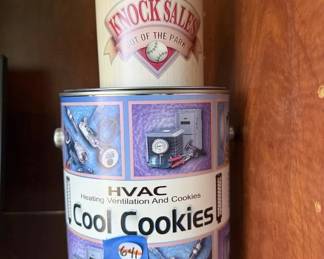 KNOCK SALES
OUT OF THE PARK
HVAC
Heating Ventilation And Cookies
Cool Cookies